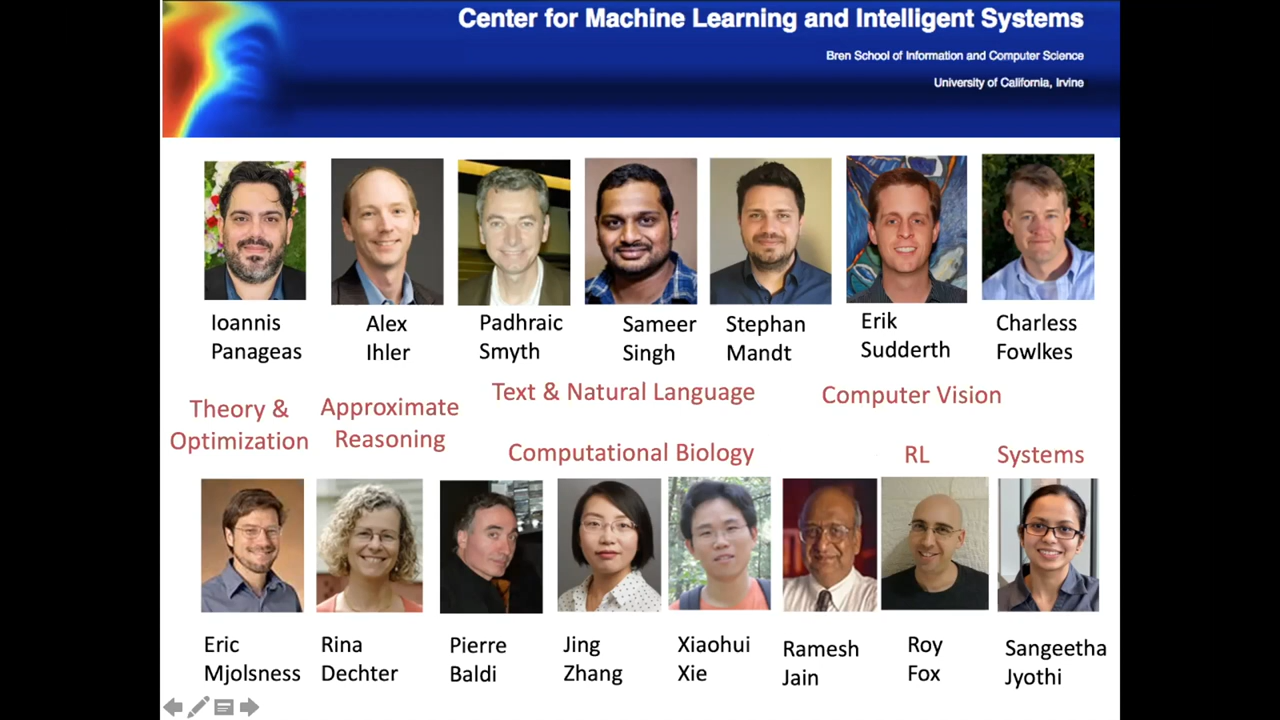 Center for Machine Learning and Intelligent Systems
Bren School of Information and Computer Science
University of California, Irvine
Ioannis
Panageas
Alex
Ihler
Padhraic
Smyth
Sameer
Singh
Stephan
Mandt
Erik
Sudderth
Charless
Fowlkes
Theory &
Optimization
Approximate
Reasoning
Text & Natural Language
Computer Vision
Computational Biology
RL
Systems
Eric
Mjolsness
Rina
Dechter
Pierre
Baldi
Jing
Zhang
Xiaohui
Xie
Ramesh
Jain
Roy
Fox
Sangeetha
Jyothi